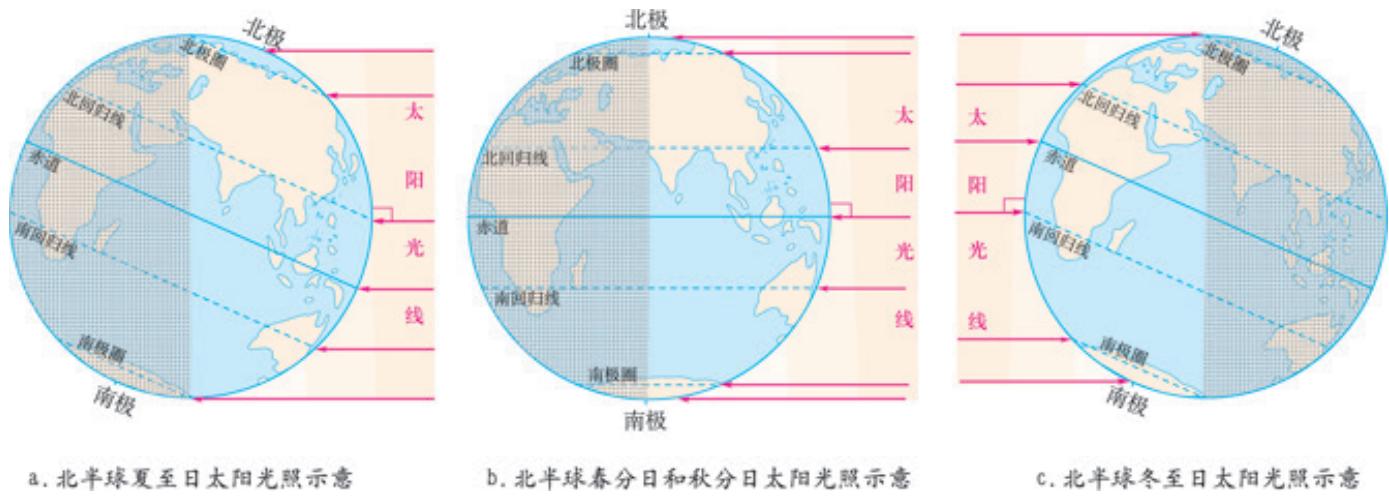 北极
北极圈
北回归线
赤道
南回归线
南极圈
南极
太
阳
光
线
a.北半球夏至日太阳光照示意
北极
北极圈
北回归线
赤道
南回归线
南极圈
南极
太
阳
光
线
b.北半球春分日和秋分日太阳光照示意
北极
北极圈
北回归线
赤道
南回归线
南极圈
南极
太
阳
光
线
c.北半球冬至日太阳光照示意